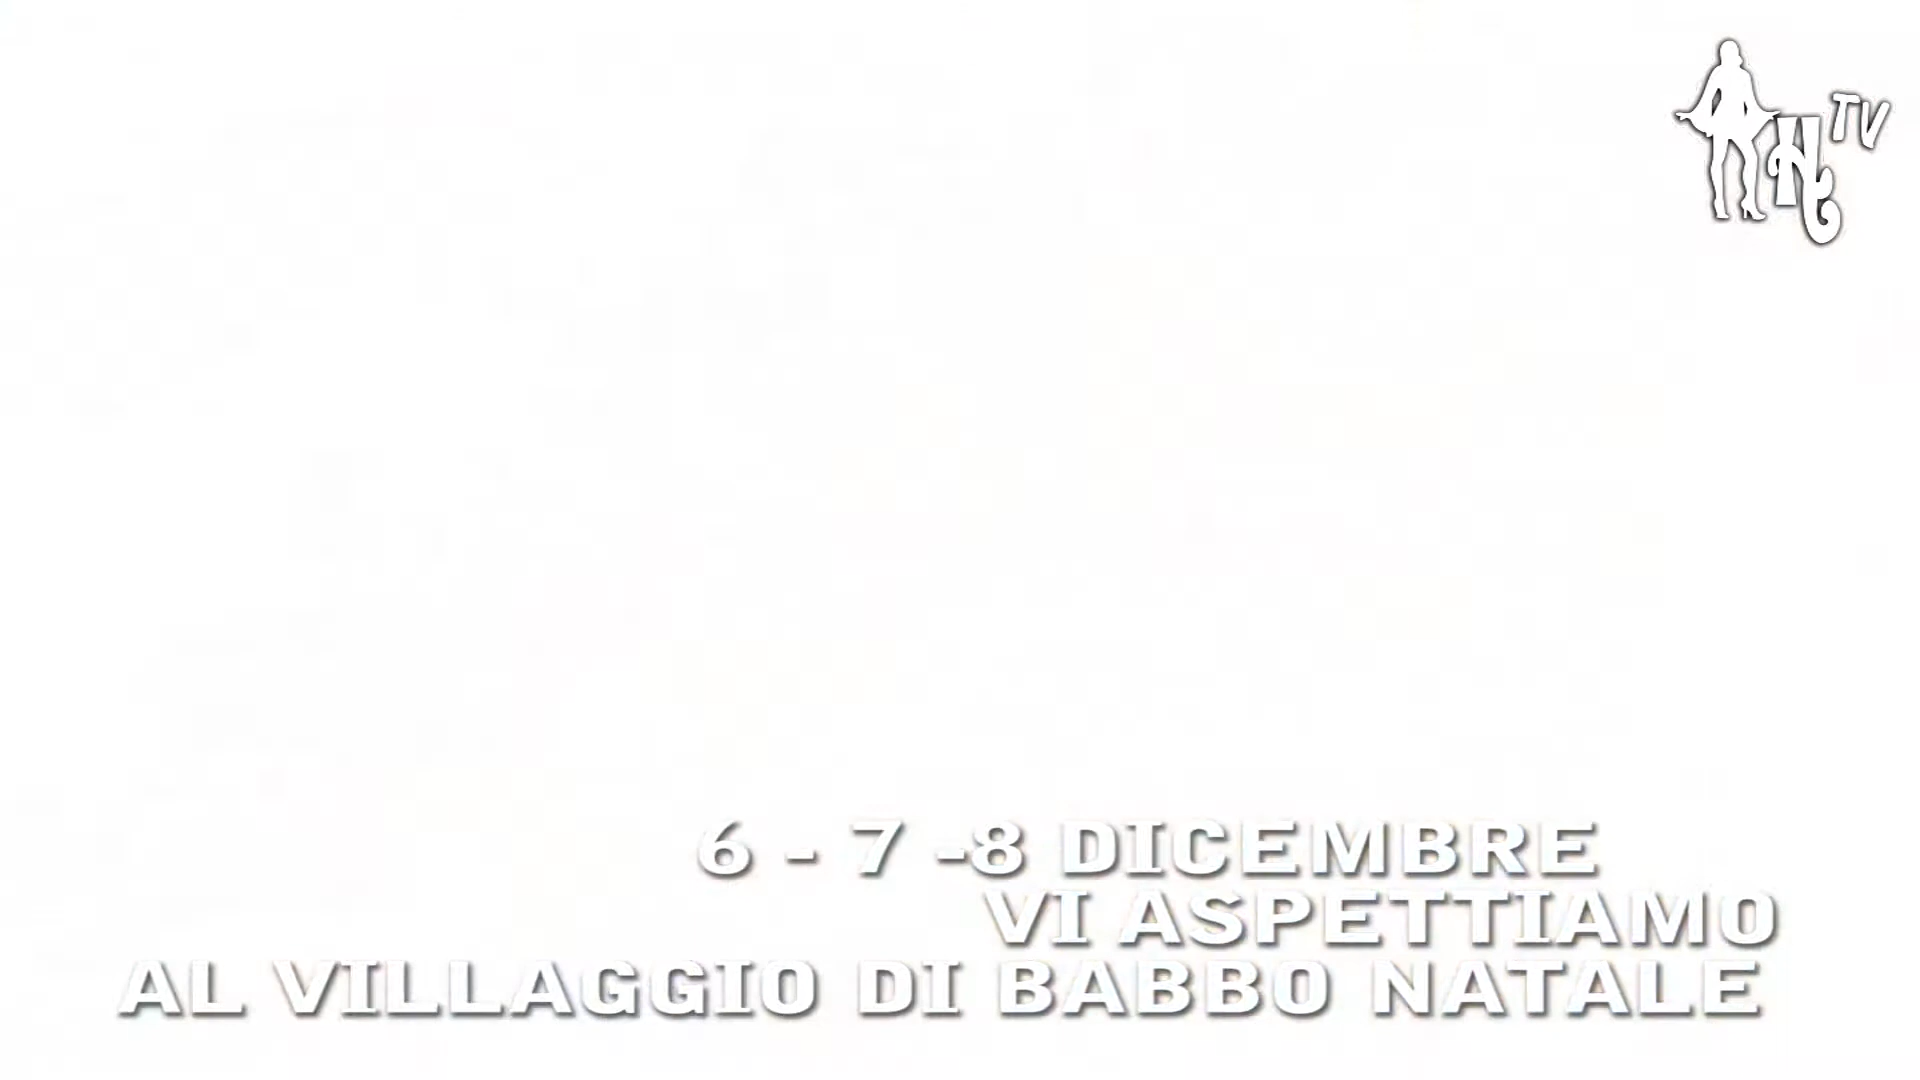 H TV
6 - 7 -8 DICEMBRE
VI ASPETTIAMO
AL VILLAGGIO DI BABBO NATALE